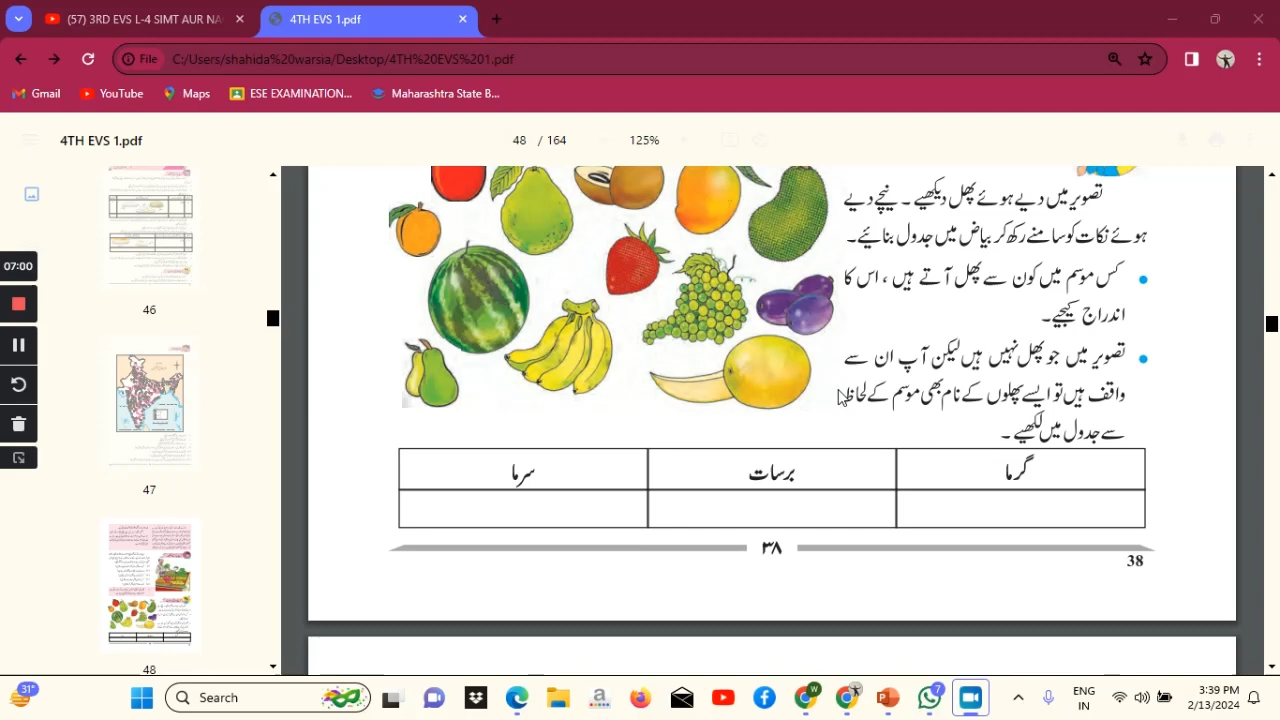 (57) 3RD EVS L-4 SIMT AUR NA
4TH EVS 1.pdf
File
C:/Users/shahida%20warsia/Desktop/4TH%20EVS%201.pdf
Gmail
YouTube
Maps
ESE EXAMINATION...
Maharashtra State B...
4TH EVS 1.pdf
48 / 164
125%
07:00
46
47
48
تصویر میں دیے ہوئے پھل دیکھیے ۔ نیچے دیے
ہوئے نکات کو سامنے رکھ کر بیاض میں جدول بنائیے۔
• کس موسم میں کون سے پھل آتے ہیں ، اس کا
اندراج کیجیے۔
• تصویر میں جو پھل نہیں ہیں لیکن آپ ان سے
واقف ہیں تو ایسے پھلوں کے نام بھی موسم کے لحاظ
سے جدول میں لکھیے ۔
گرما برسات سرما
۳۸
38
31°
Search
W
7
ENG
IN
3:39 PM
2/13/2024